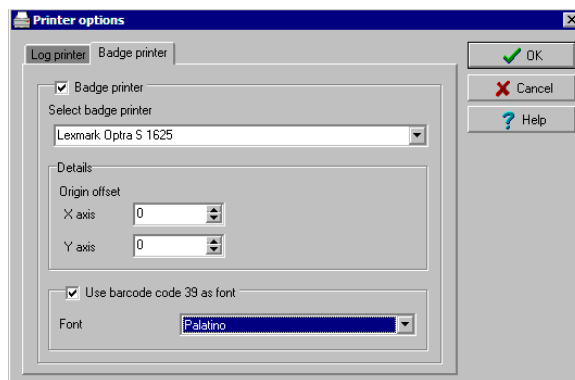 Printer options
Log printer Badge printer
Badge printer
Select badge printer
Lexmark Optra S 1625
Details
Origin offset
X axis 0
Y axis 0
Use barcode code 39 as font
Font Palatino
OK
Cancel
? Help